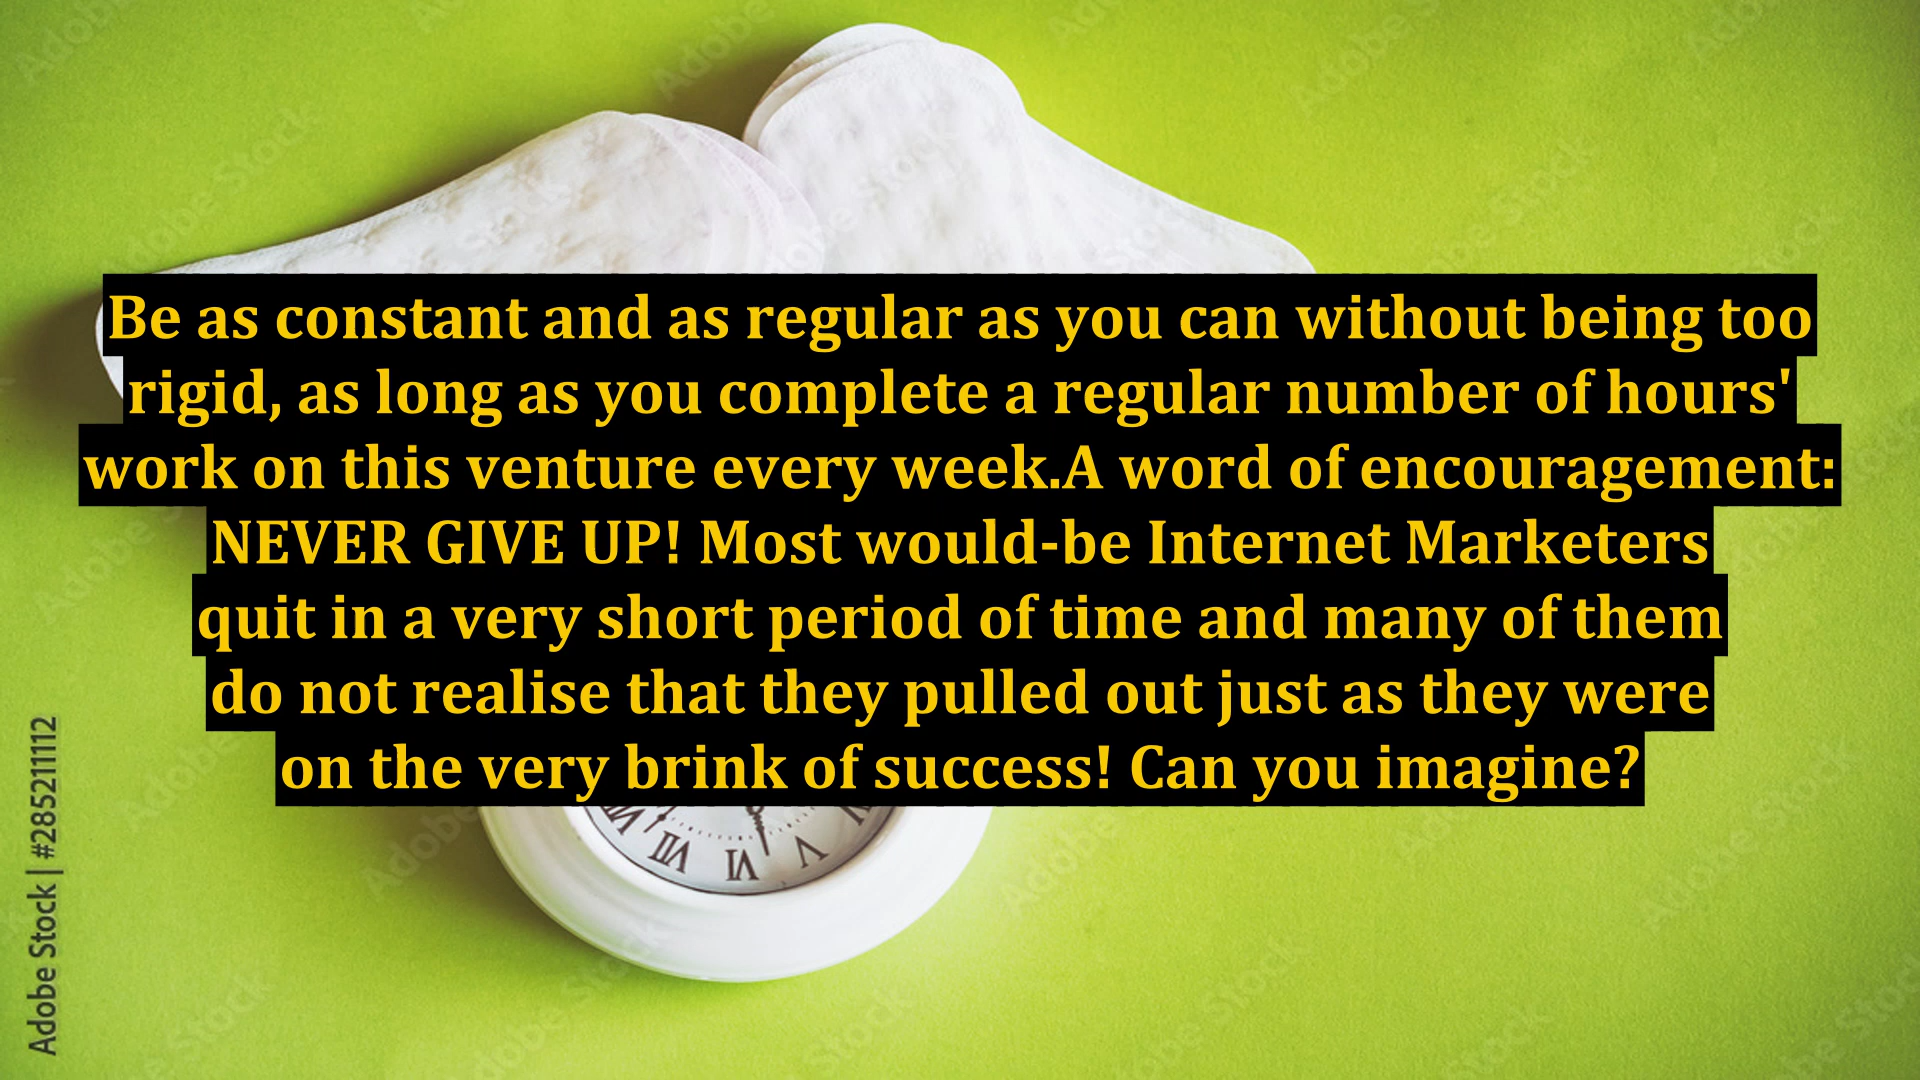 Be as constant and as regular as you can without being too
rigid, as long as you complete a regular number of hours'
work on this venture every week.A word of encouragement:
NEVER GIVE UP! Most would-be Internet Marketers
quit in a very short period of time and many of them
do not realise that they pulled out just as they were
on the very brink of success! Can you imagine?
VII VI V
Adobe Stock | #285211112